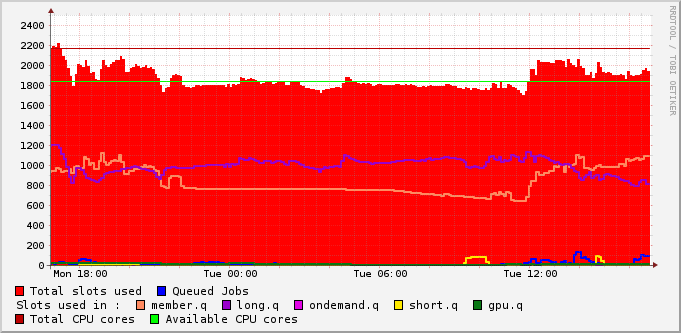 RRDTOOL / TOBI OETIKER
2400
2200
2000
1800
1600
1400
1200
1000
800
600
400
200
0
Mon 18:00 Tue 00:00 Tue 06:00 Tue 12:00
Total slots used Queued Jobs
Slots used in : member.q long.q ondemand.q short.q gpu.q
Total CPU cores Available CPU cores